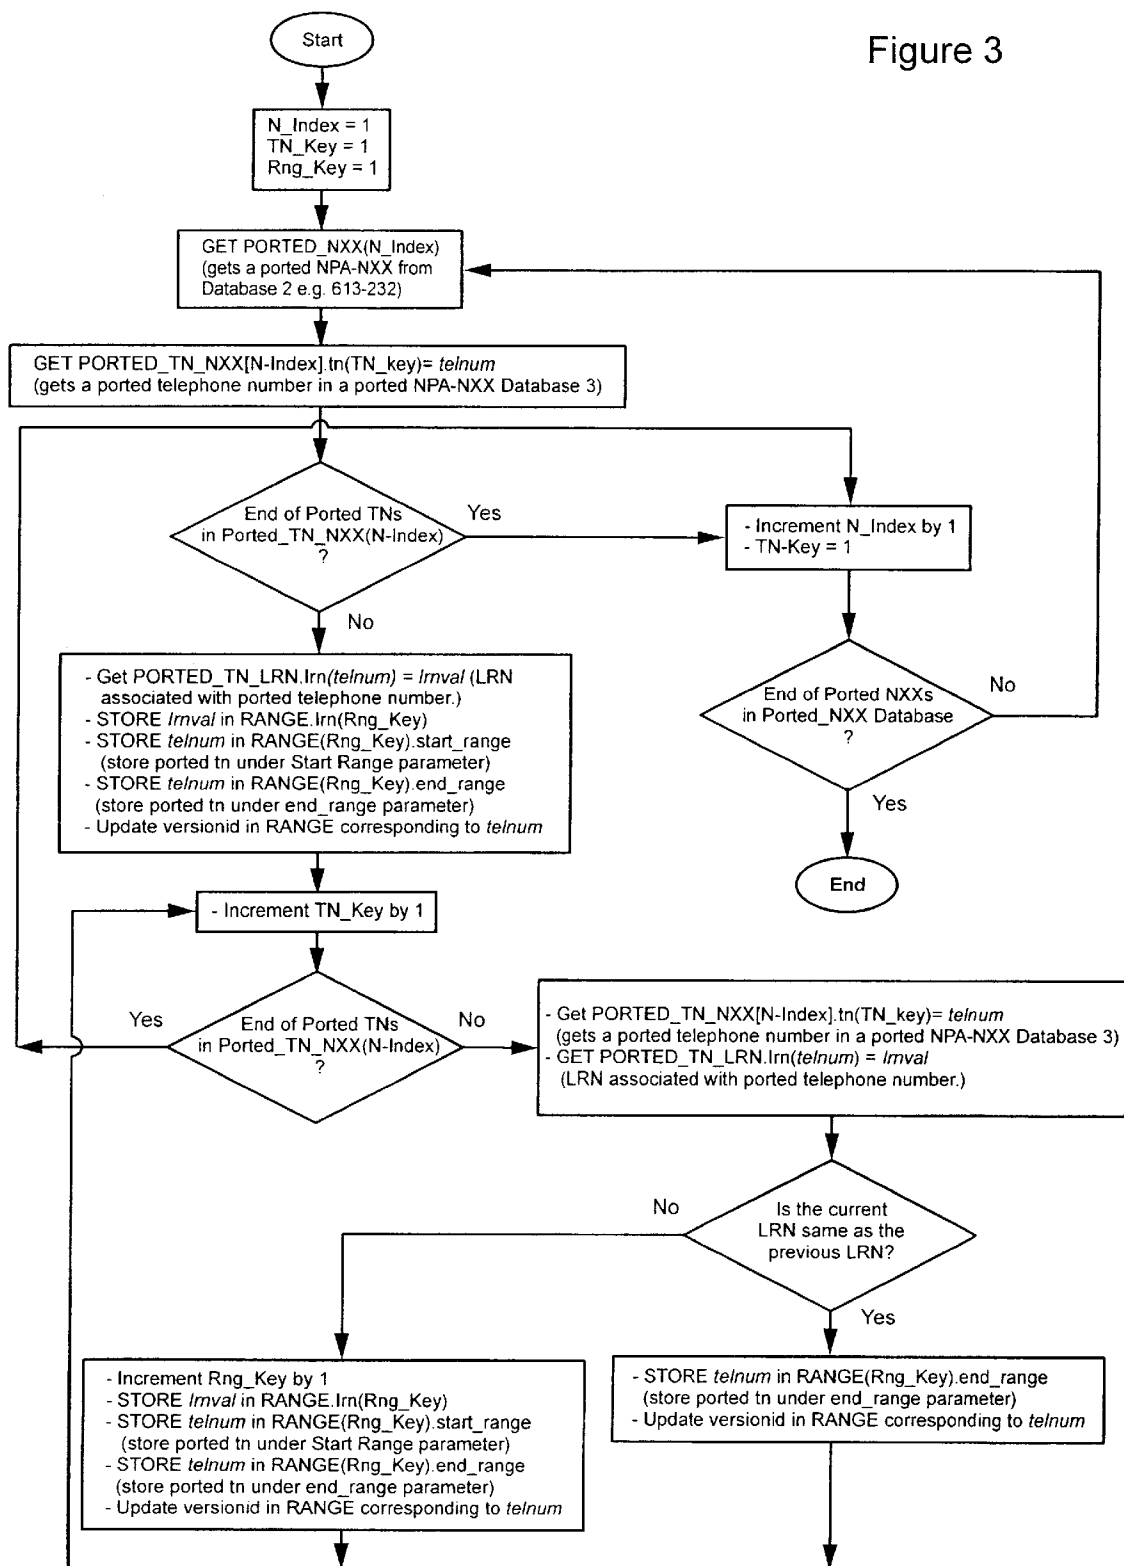 Figure 3
Start
N_Index = 1
TN_Key = 1
Rng_Key = 1
GET PORTED_NXX(N_Index)
(gets a ported NPA-NXX from
Database 2 e.g. 613-232)
GET PORTED_TN_NXX[N-Index].tn(TN_key)= telnum
(gets a ported telephone number in a ported NPA-NXX Database 3)
End of Ported TNs
in Ported_TN_NXX(N-Index)
?
Yes
- Increment N_Index by 1
- TN-Key = 1
No
- Get PORTED_TN_LRN.lrn(telnum) = lrnval (LRN
associated with ported telephone number.)
- STORE lrnval in RANGE.lrn(Rng_Key)
- STORE telnum in RANGE(Rng_Key).start_range
(store ported tn under Start Range parameter)
- STORE telnum in RANGE(Rng_Key).end_range
(store ported tn under end_range parameter)
- Update versionid in RANGE corresponding to telnum
End of Ported NXXs
in Ported_NXX Database
?
No
Yes
End
- Increment TN_Key by 1
Yes
End of Ported TNs
in Ported_TN_NXX(N-Index)
?
No
- Get PORTED_TN_NXX[N-Index].tn(TN_key)= telnum
(gets a ported telephone number in a ported NPA-NXX Database 3)
- GET PORTED_TN_LRN.lrn(telnum) = lrnval
(LRN associated with ported telephone number.)
No
Is the current
LRN same as the
previous LRN?
Yes
- Increment Rng_Key by 1
- STORE lrnval in RANGE.lrn(Rng_Key)
- STORE telnum in RANGE(Rng_Key).start_range
(store ported tn under Start Range parameter)
- STORE telnum in RANGE(Rng_Key).end_range
(store ported tn under end_range parameter)
- Update versionid in RANGE corresponding to telnum
- STORE telnum in RANGE(Rng_Key).end_range
(store ported tn under end_range parameter)
- Update versionid in RANGE corresponding to telnum